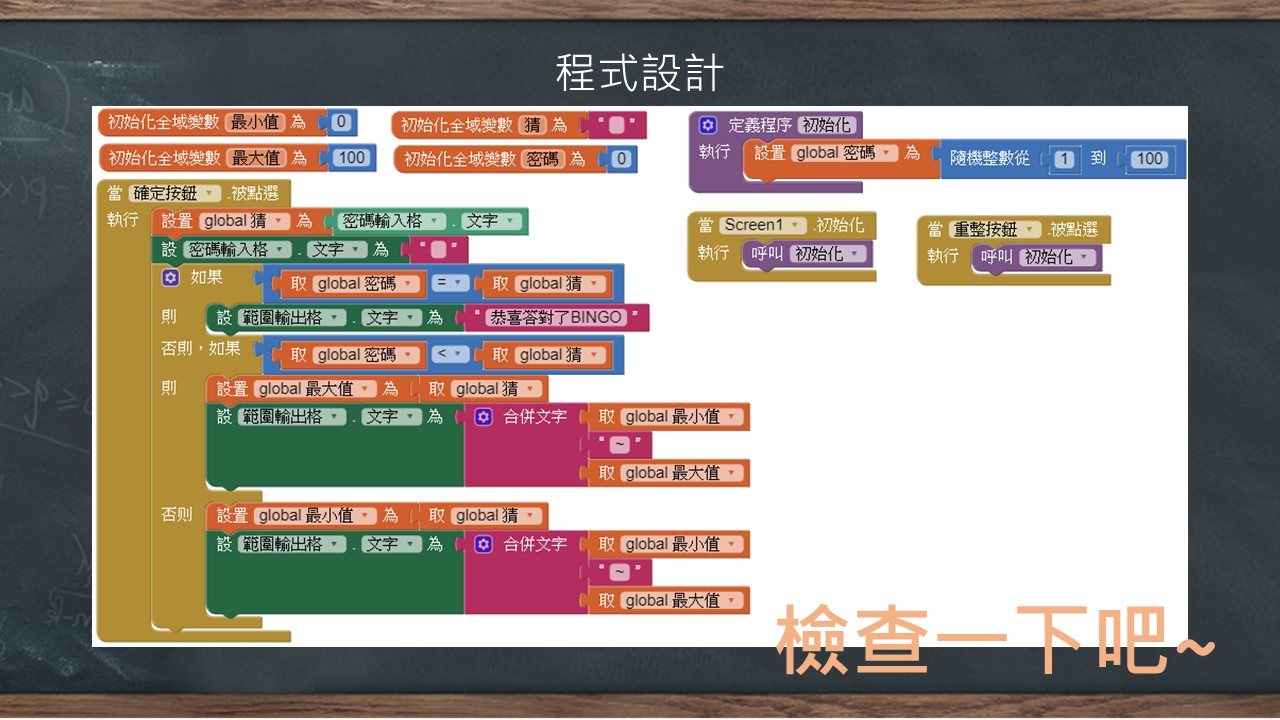 程式設計
初始化全域變數 最小值 為 0
初始化全域變數 猜 為 " "
初始化全域變數 最大值 為 100
初始化全域變數 密碼 為 0
當 確定按鈕 .被點選
執行 設置 global 猜 為 密碼輸入格 . 文字
設 密碼輸入格 . 文字 為 " "
如果 取 global 密碼 = 取 global 猜
則 設 範圍輸出格 . 文字 為 " 恭喜答對了BINGO "
否則，如果 取 global 密碼 < 取 global 猜
則 設置 global 最大值 為 取 global 猜
設 範圍輸出格 . 文字 為 合併文字 取 global 最小值
" ~ "
取 global 最大值
否則 設置 global 最小值 為 取 global 猜
設 範圍輸出格 . 文字 為 合併文字 取 global 最小值
" ~ "
取 global 最大值
定義程序 初始化
執行 設置 global 密碼 為 隨機整數從 1 到 100
當 Screen1 .初始化
執行 呼叫 初始化
當 重整按鈕 .被點選
執行 呼叫 初始化
檢查一下吧~